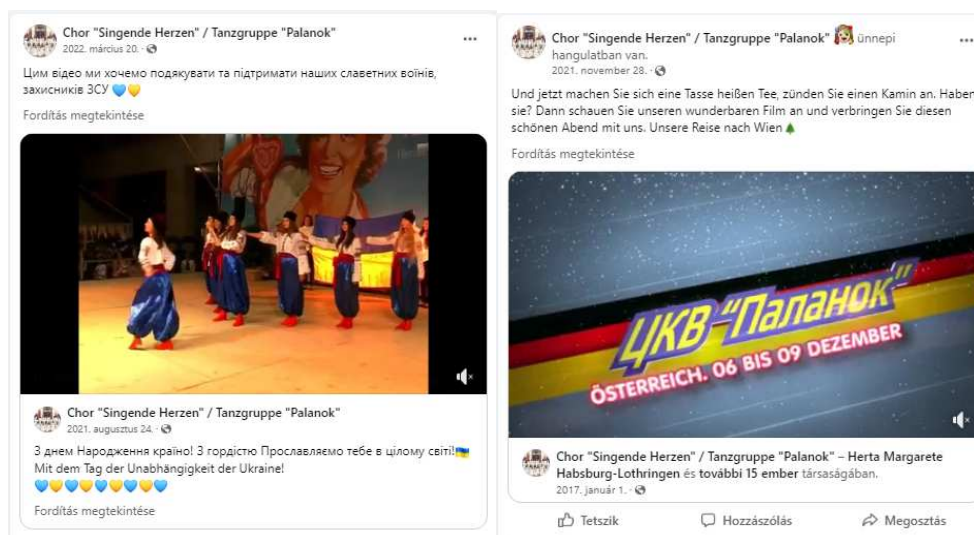 Chor "Singende Herzen" / Tanzgruppe "Palanok"
2022. március 20.
Цим відео ми хочемо подякувати та підтримати наших славетних воїнів,
захисників ЗСУ 💙💛
Fordítás megtekintése
Chor "Singende Herzen" / Tanzgruppe "Palanok"
2021. augusztus 24.
З днем Народження країно! З гордістю Прославляємо тебе в цілому світі!🇺🇦
Mit dem Tag der Unabhängigkeit der Ukraine!
💙💛💙💛💙💛💙💛💙
Fordítás megtekintése
Chor "Singende Herzen" / Tanzgruppe "Palanok" ünnepi
hangulatban van.
2021. november 28.
Und jetzt machen Sie sich eine Tasse heißen Tee, zünden Sie einen Kamin an. Haben
sie? Dann schauen Sie unseren wunderbaren Film an und verbringen Sie diesen
schönen Abend mit uns. Unsere Reise nach Wien🌲
Fordítás megtekintése
ЦКВ "Паланок"
ÖSTERREICH. 06 BIS 09 DEZEMBER
Chor "Singende Herzen" / Tanzgruppe "Palanok" – Herta Margarete
Habsburg-Lothringen és további 15 ember társaságában.
2017. január 1.
Tetszik
Hozzászólás
Megosztás